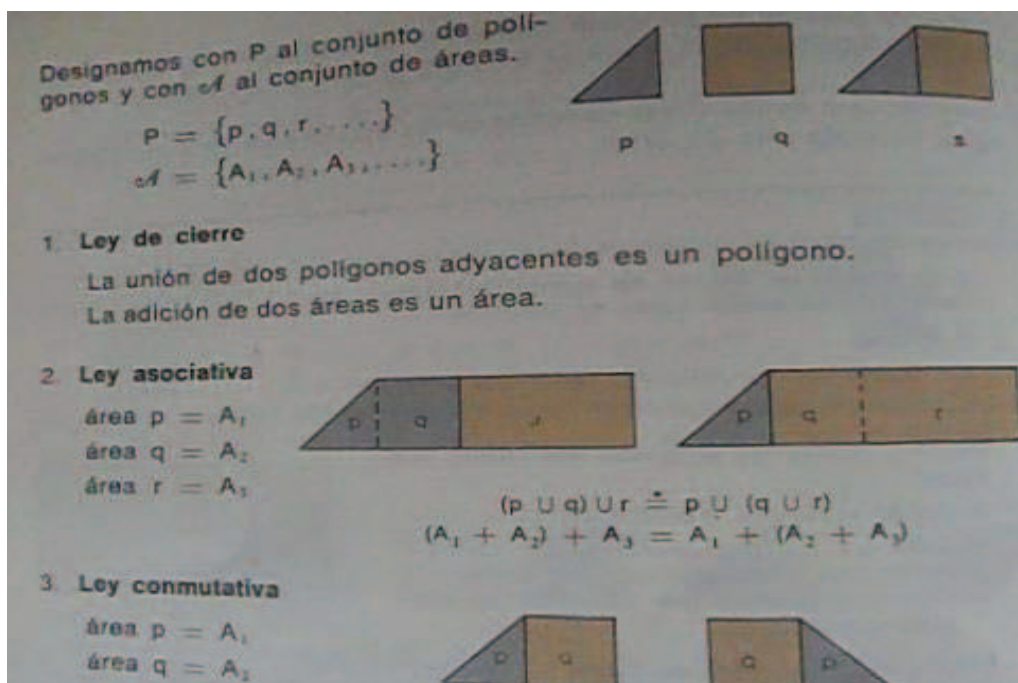 Designamos con P al conjunto de polí-
gonos y con 𝒜 al conjunto de áreas.
P = {p, q, r, ....}
𝒜 = {A₁, A₂, A₃, ....}
p q s
1. Ley de cierre
La unión de dos polígonos adyacentes es un polígono.
La adición de dos áreas es un área.
2. Ley asociativa
área p = A₁
área q = A₂
área r = A₃
p q r
p q r
(p ∪ q) ∪ r ≐ p ∪ (q ∪ r)
(A₁ + A₂) + A₃ = A₁ + (A₂ + A₃)
3. Ley conmutativa
área p = A₁
área q = A₂
p q
q p